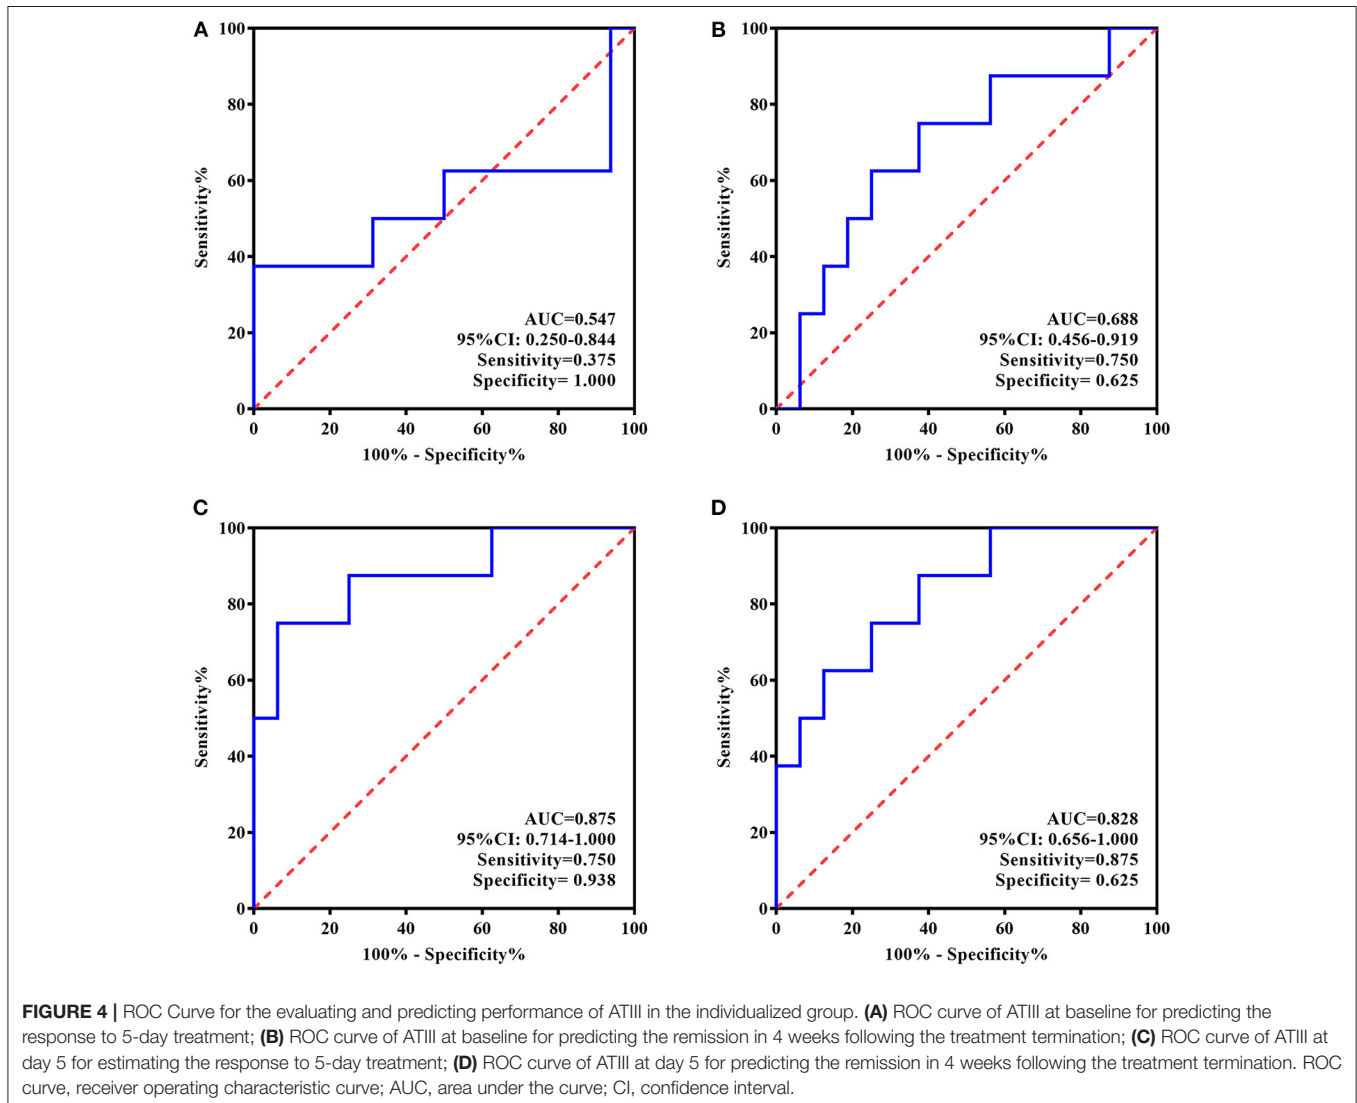 A
100
80
60
40
20
0
Sensitivity%
0 20 40 60 80 100
100% - Specificity%
AUC=0.547
95%CI: 0.250-0.844
Sensitivity=0.375
Specificity= 1.000
B
100
80
60
40
20
0
Sensitivity%
0 20 40 60 80 100
100% - Specificity%
AUC=0.688
95%CI: 0.456-0.919
Sensitivity=0.750
Specificity= 0.625
C
100
80
60
40
20
0
Sensitivity%
0 20 40 60 80 100
100% - Specificity%
AUC=0.875
95%CI: 0.714-1.000
Sensitivity=0.750
Specificity= 0.938
D
100
80
60
40
20
0
Sensitivity%
0 20 40 60 80 100
100% - Specificity%
AUC=0.828
95%CI: 0.656-1.000
Sensitivity=0.875
Specificity= 0.625
FIGURE 4 | ROC Curve for the evaluating and predicting performance of ATIII in the individualized group. (A) ROC curve of ATIII at baseline for predicting the
response to 5-day treatment; (B) ROC curve of ATIII at baseline for predicting the remission in 4 weeks following the treatment termination; (C) ROC curve of ATIII at
day 5 for estimating the response to 5-day treatment; (D) ROC curve of ATIII at day 5 for predicting the remission in 4 weeks following the treatment termination. ROC
curve, receiver operating characteristic curve; AUC, area under the curve; CI, confidence interval.